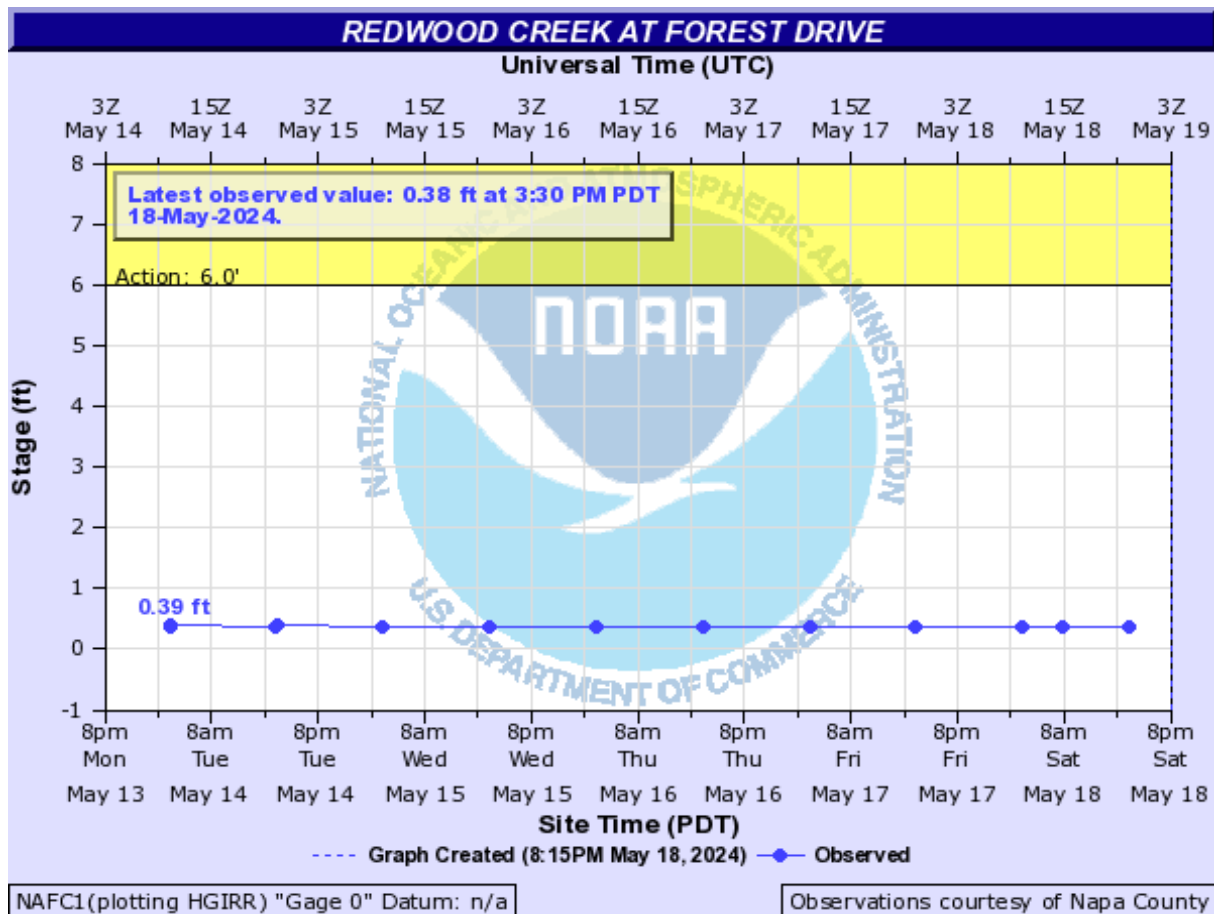 REDWOOD CREEK AT FOREST DRIVE
Universal Time (UTC)
3Z 15Z 3Z 15Z 3Z 15Z 3Z 15Z 3Z 15Z 3Z
May 14 May 14 May 15 May 15 May 16 May 16 May 17 May 17 May 18 May 18 May 19
8
Latest observed value: 0.38 ft at 3:30 PM PDT
18-May-2024.
7
Action: 6.0'
6
5
4
3
2
1
0
-1
Stage (ft)
0.39 ft
NATIONAL OCEANIC AND ATMOSPHERIC ADMINISTRATION
NOAA
U.S. DEPARTMENT OF COMMERCE
8pm 8am 8pm 8am 8pm 8am 8pm 8am 8pm 8am 8pm
Mon Tue Tue Wed Wed Thu Thu Fri Fri Sat Sat
May 13 May 14 May 14 May 15 May 15 May 16 May 16 May 17 May 17 May 18 May 18
Site Time (PDT)
Graph Created (8:15PM May 18, 2024) Observed
NAFC1(plotting HGIRR) "Gage 0" Datum: n/a
Observations courtesy of Napa County